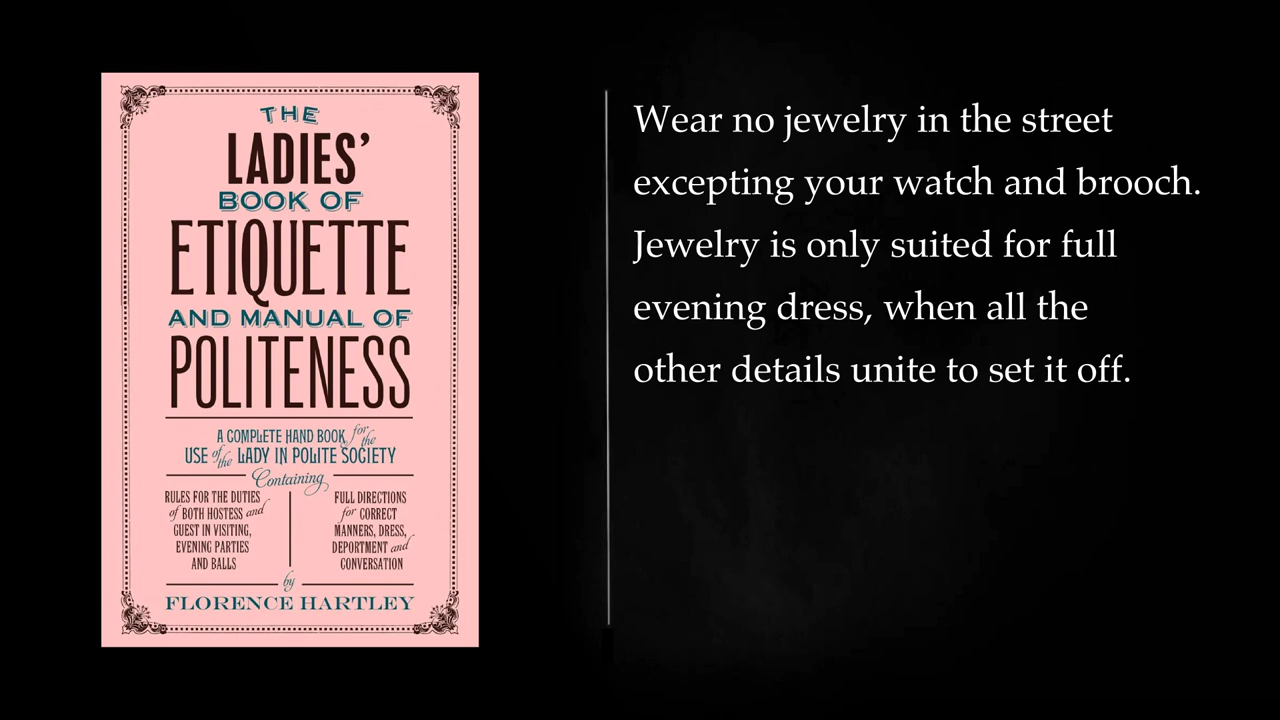 THE
LADIES'
BOOK OF
ETIQUETTE
AND MANUAL OF
POLITENESS
A COMPLETE HAND BOOK for the
USE of the LADY IN POLITE SOCIETY
Containing
RULES FOR THE DUTIES
of BOTH HOSTESS and
GUEST IN VISITING,
EVENING PARTIES
AND BALLS
FULL DIRECTIONS
for CORRECT
MANNERS, DRESS,
DEPORTMENT and
CONVERSATION
by
FLORENCE HARTLEY
Wear no jewelry in the street
excepting your watch and brooch.
Jewelry is only suited for full
evening dress, when all the
other details unite to set it off.